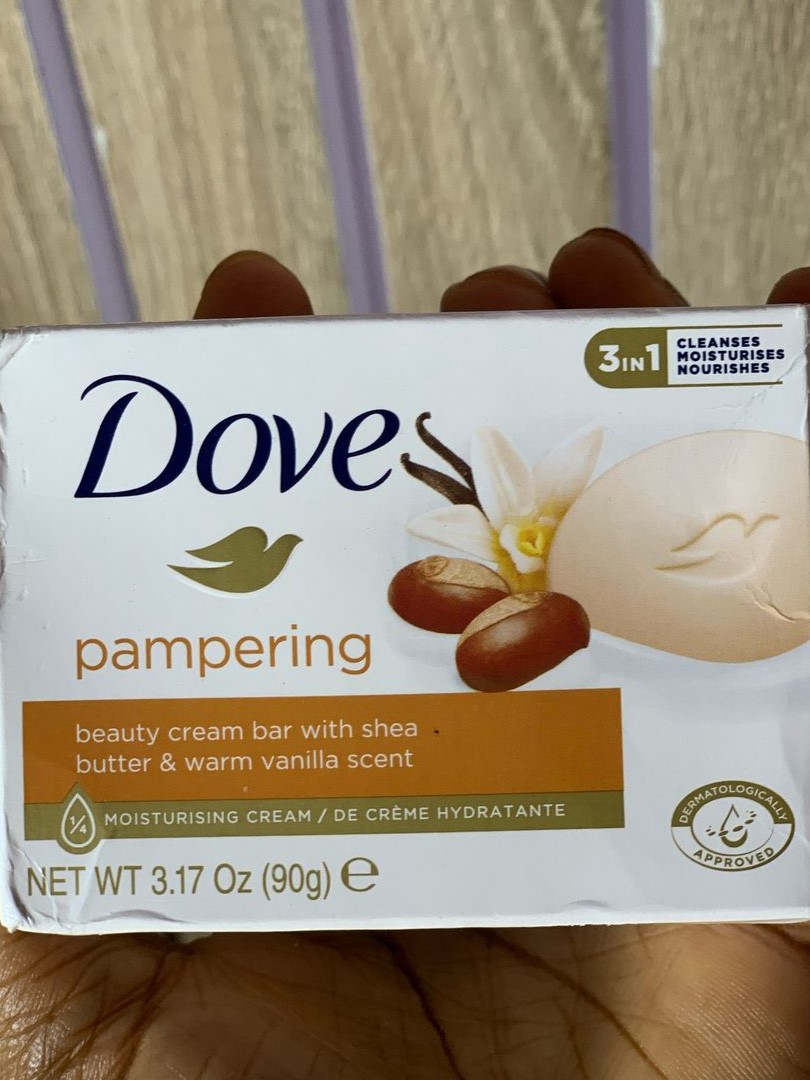 3IN1
CLEANSES
MOISTURISES
NOURISHES
Dove
pampering
beauty cream bar with shea
butter & warm vanilla scent
1/4 MOISTURISING CREAM / DE CRÈME HYDRATANTE
DERMATOLOGICALLY
APPROVED
NET WT 3.17 Oz (90g) ℮